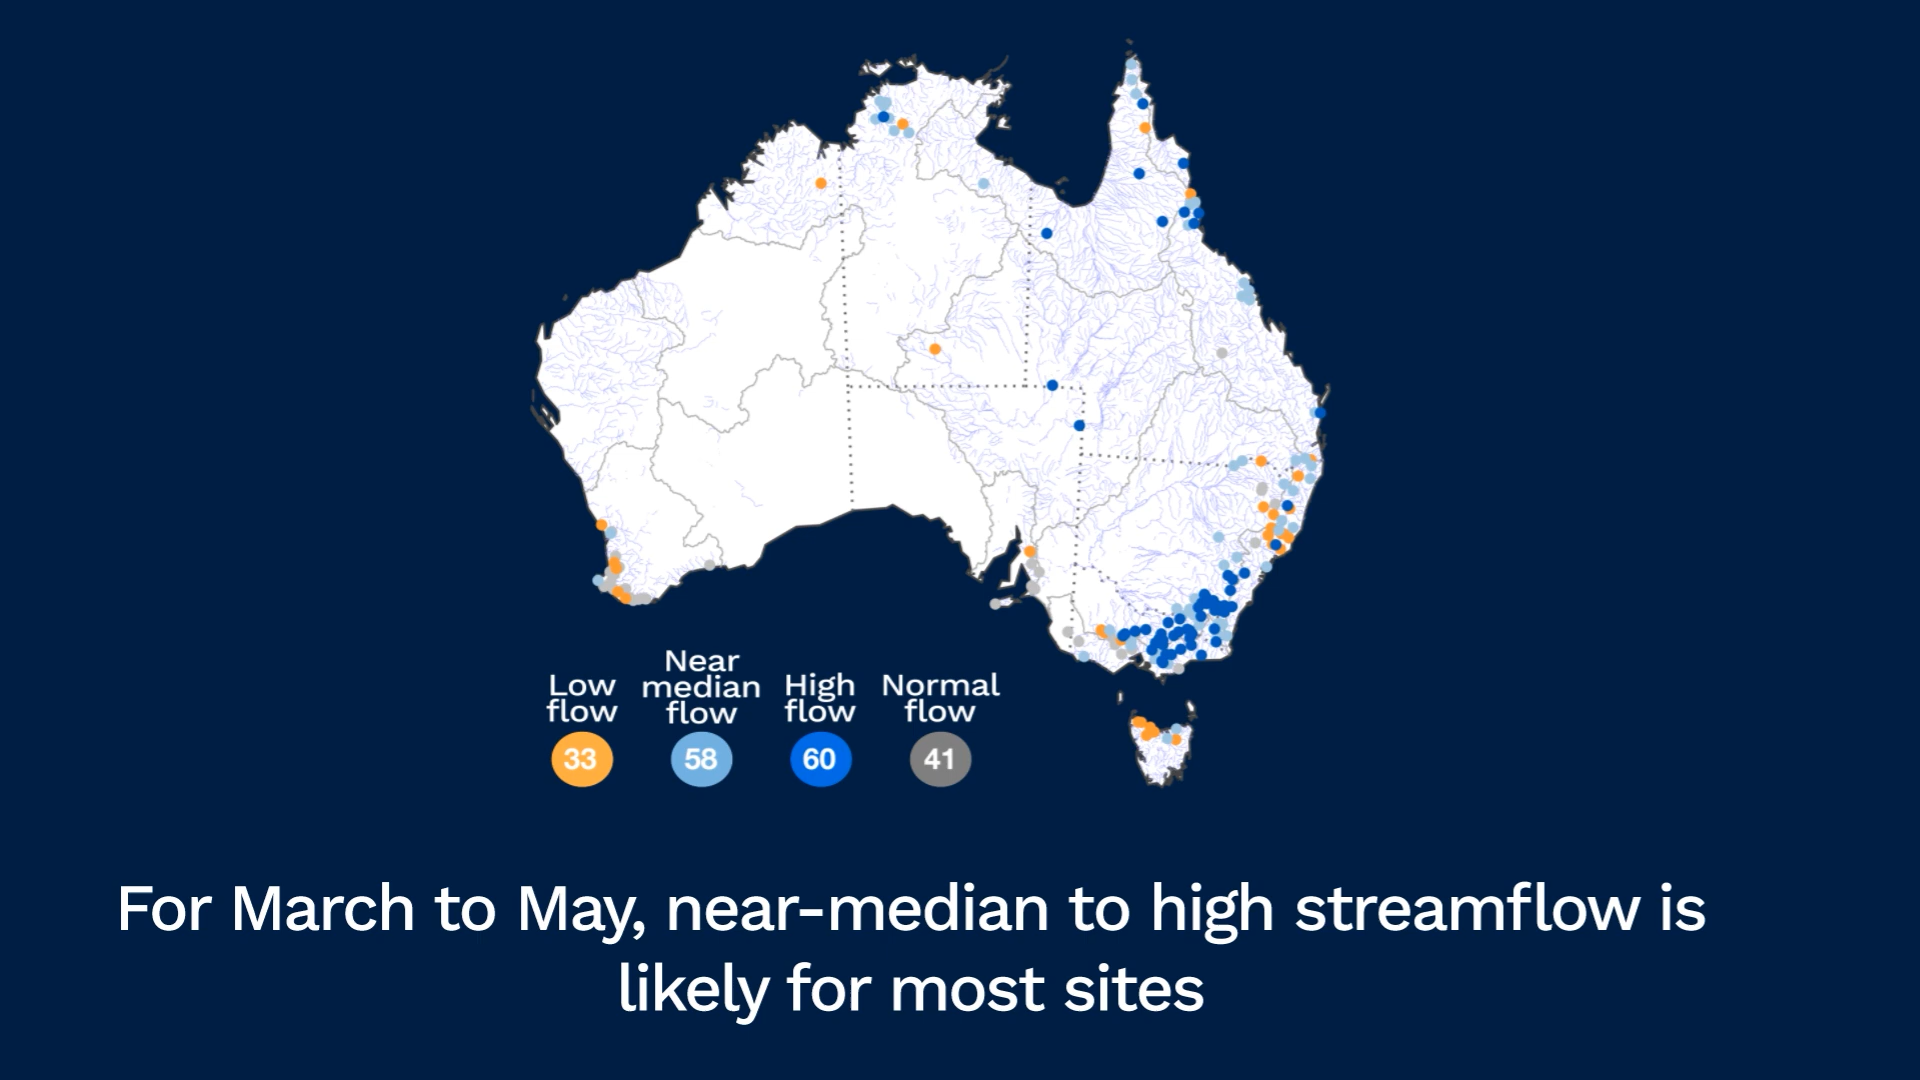 Low flow
Near median flow
High flow
Normal flow
33
58
60
41
For March to May, near-median to high streamflow is
likely for most sites